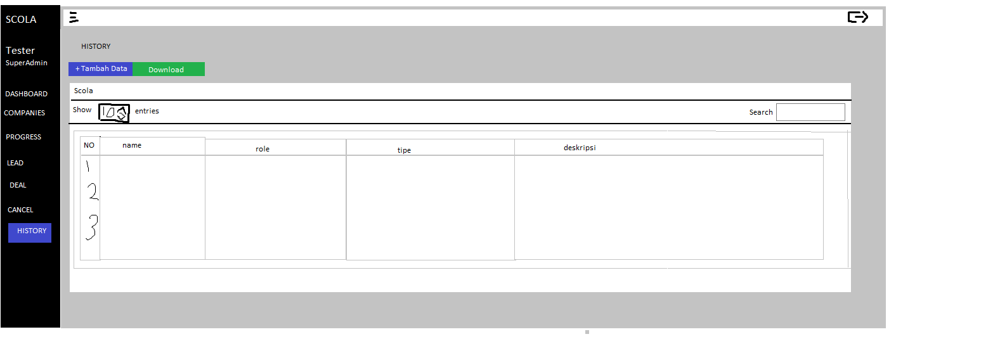 SCOLA
Tester
SuperAdmin
DASHBOARD
COMPANIES
PROGRESS
LEAD
DEAL
CANCEL
HISTORY
HISTORY
+ Tambah Data Download
Scola
Show 10 entries Search
NO name role tipe deskripsi
1
2
3